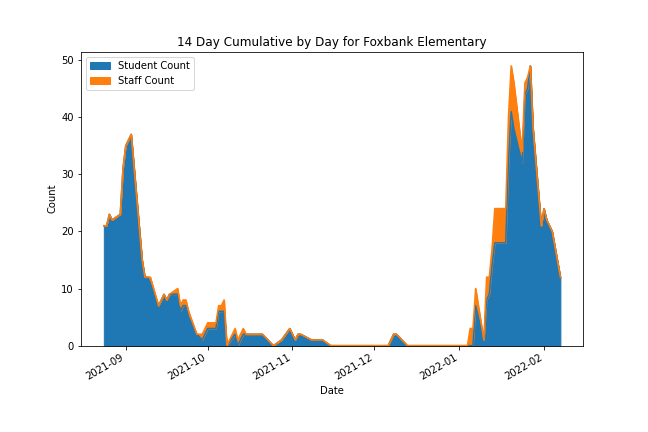 14 Day Cumulative by Day for Foxbank Elementary
Student Count
Staff Count
50
40
30
20
10
0
Count
2021-09
2021-10
2021-11
2021-12
2022-01
2022-02
Date